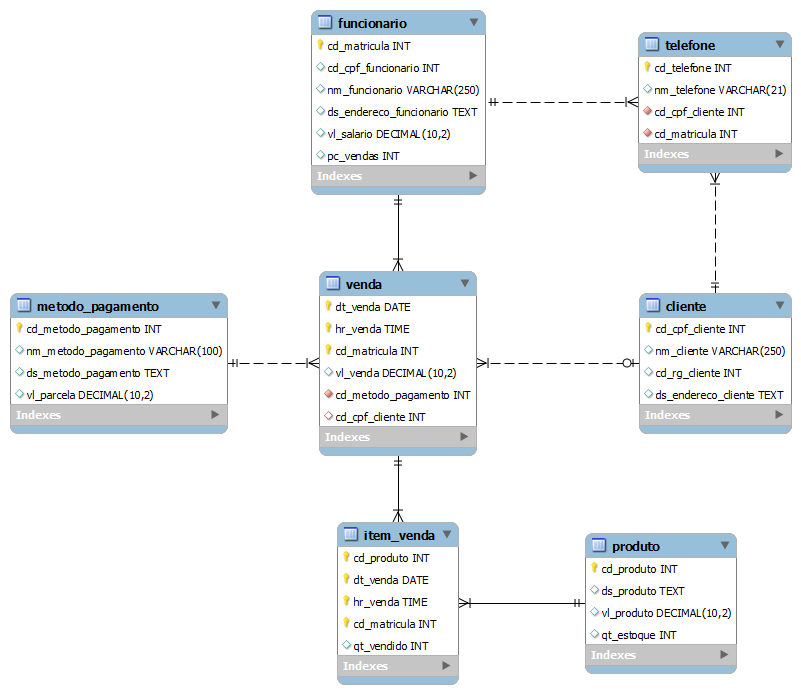 funcionario
cd_matricula INT
cd_cpf_funcionario INT
nm_funcionario VARCHAR(250)
ds_endereco_funcionario TEXT
vl_salario DECIMAL(10,2)
pc_vendas INT
Indexes
telefone
cd_telefone INT
nm_telefone VARCHAR(21)
cd_cpf_cliente INT
cd_matricula INT
Indexes
metodo_pagamento
cd_metodo_pagamento INT
nm_metodo_pagamento VARCHAR(100)
ds_metodo_pagamento TEXT
vl_parcela DECIMAL(10,2)
Indexes
venda
dt_venda DATE
hr_venda TIME
cd_matricula INT
vl_venda DECIMAL(10,2)
cd_metodo_pagamento INT
cd_cpf_cliente INT
Indexes
cliente
cd_cpf_cliente INT
nm_cliente VARCHAR(250)
cd_rg_cliente INT
ds_endereco_cliente TEXT
Indexes
item_venda
cd_produto INT
dt_venda DATE
hr_venda TIME
cd_matricula INT
qt_vendido INT
Indexes
produto
cd_produto INT
ds_produto TEXT
vl_produto DECIMAL(10,2)
qt_estoque INT
Indexes